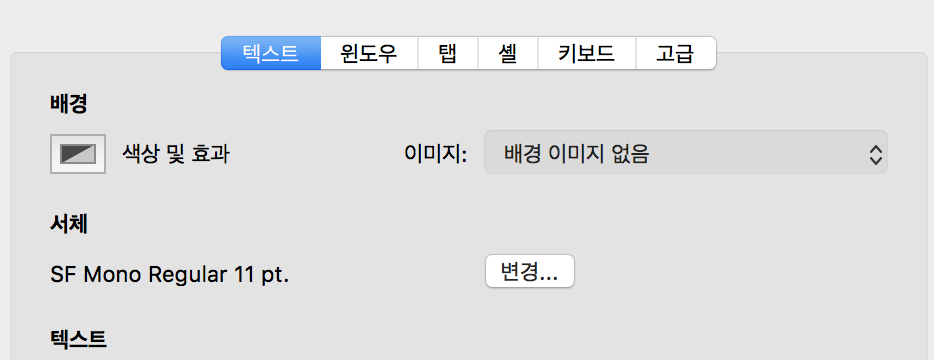 텍스트 윈도우 탭 셸 키보드 고급
배경
색상 및 효과 이미지: 배경 이미지 없음
서체
SF Mono Regular 11 pt. 변경...
텍스트